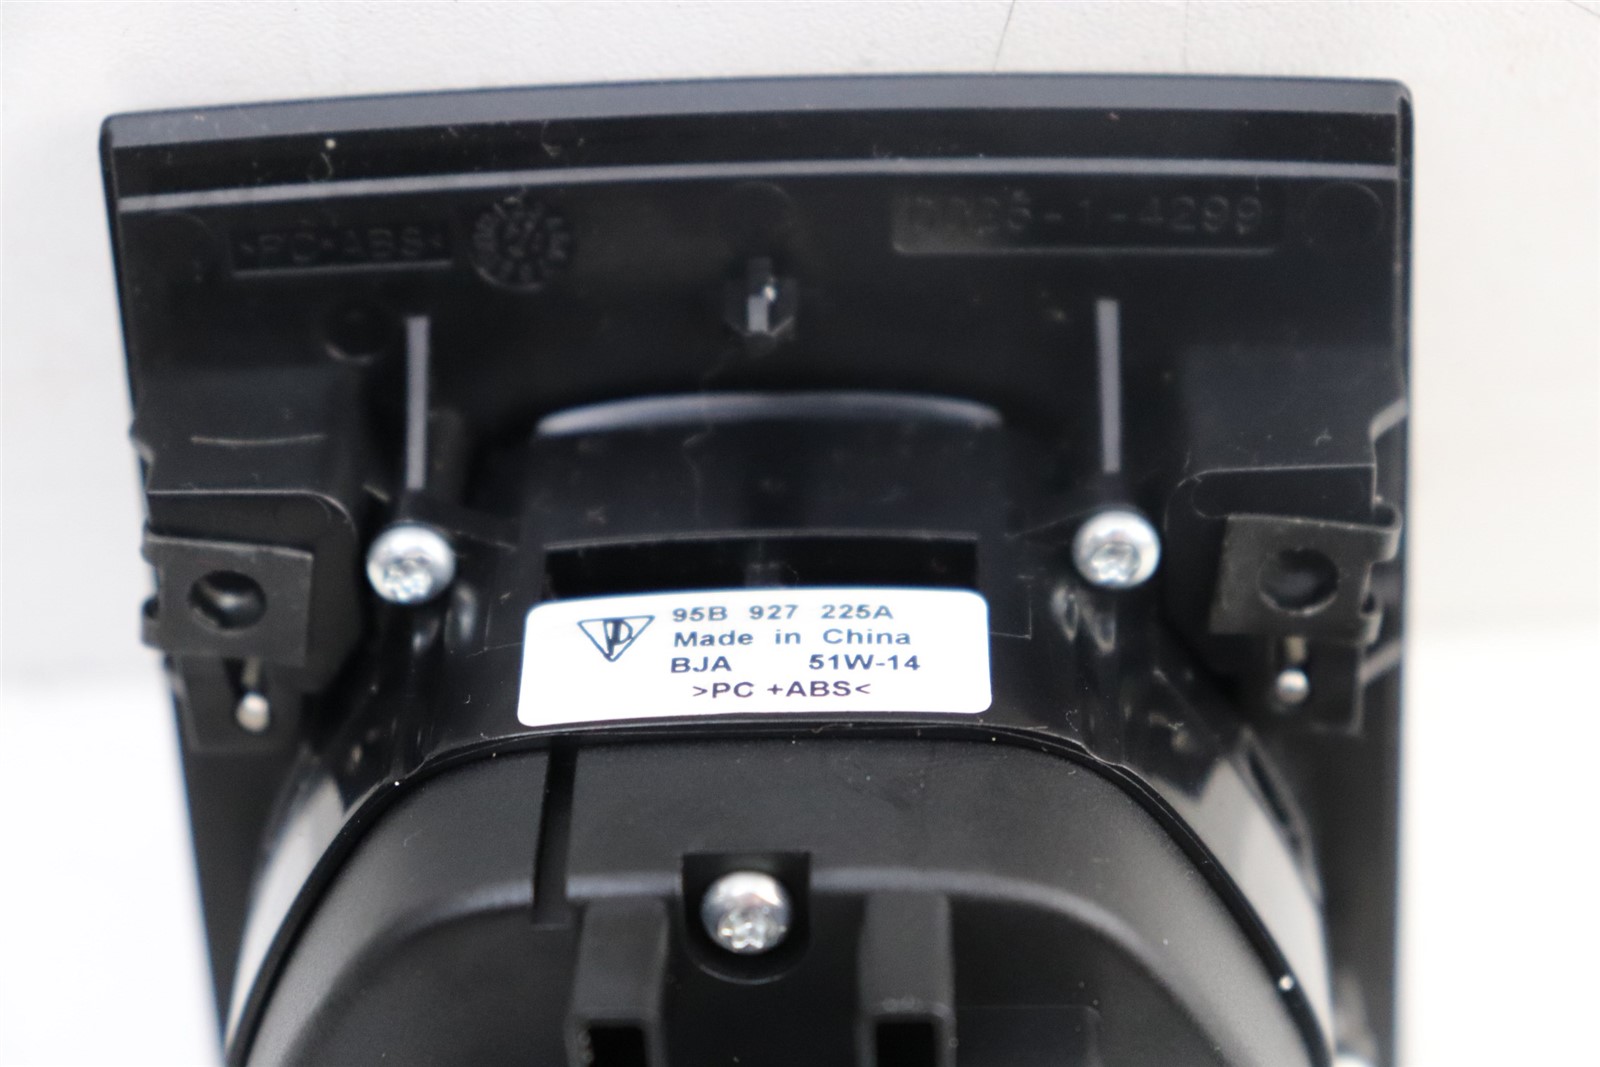 >PC+ABS<
95B 927 225A
Made in China
BJA 51W-14
>PC +ABS<